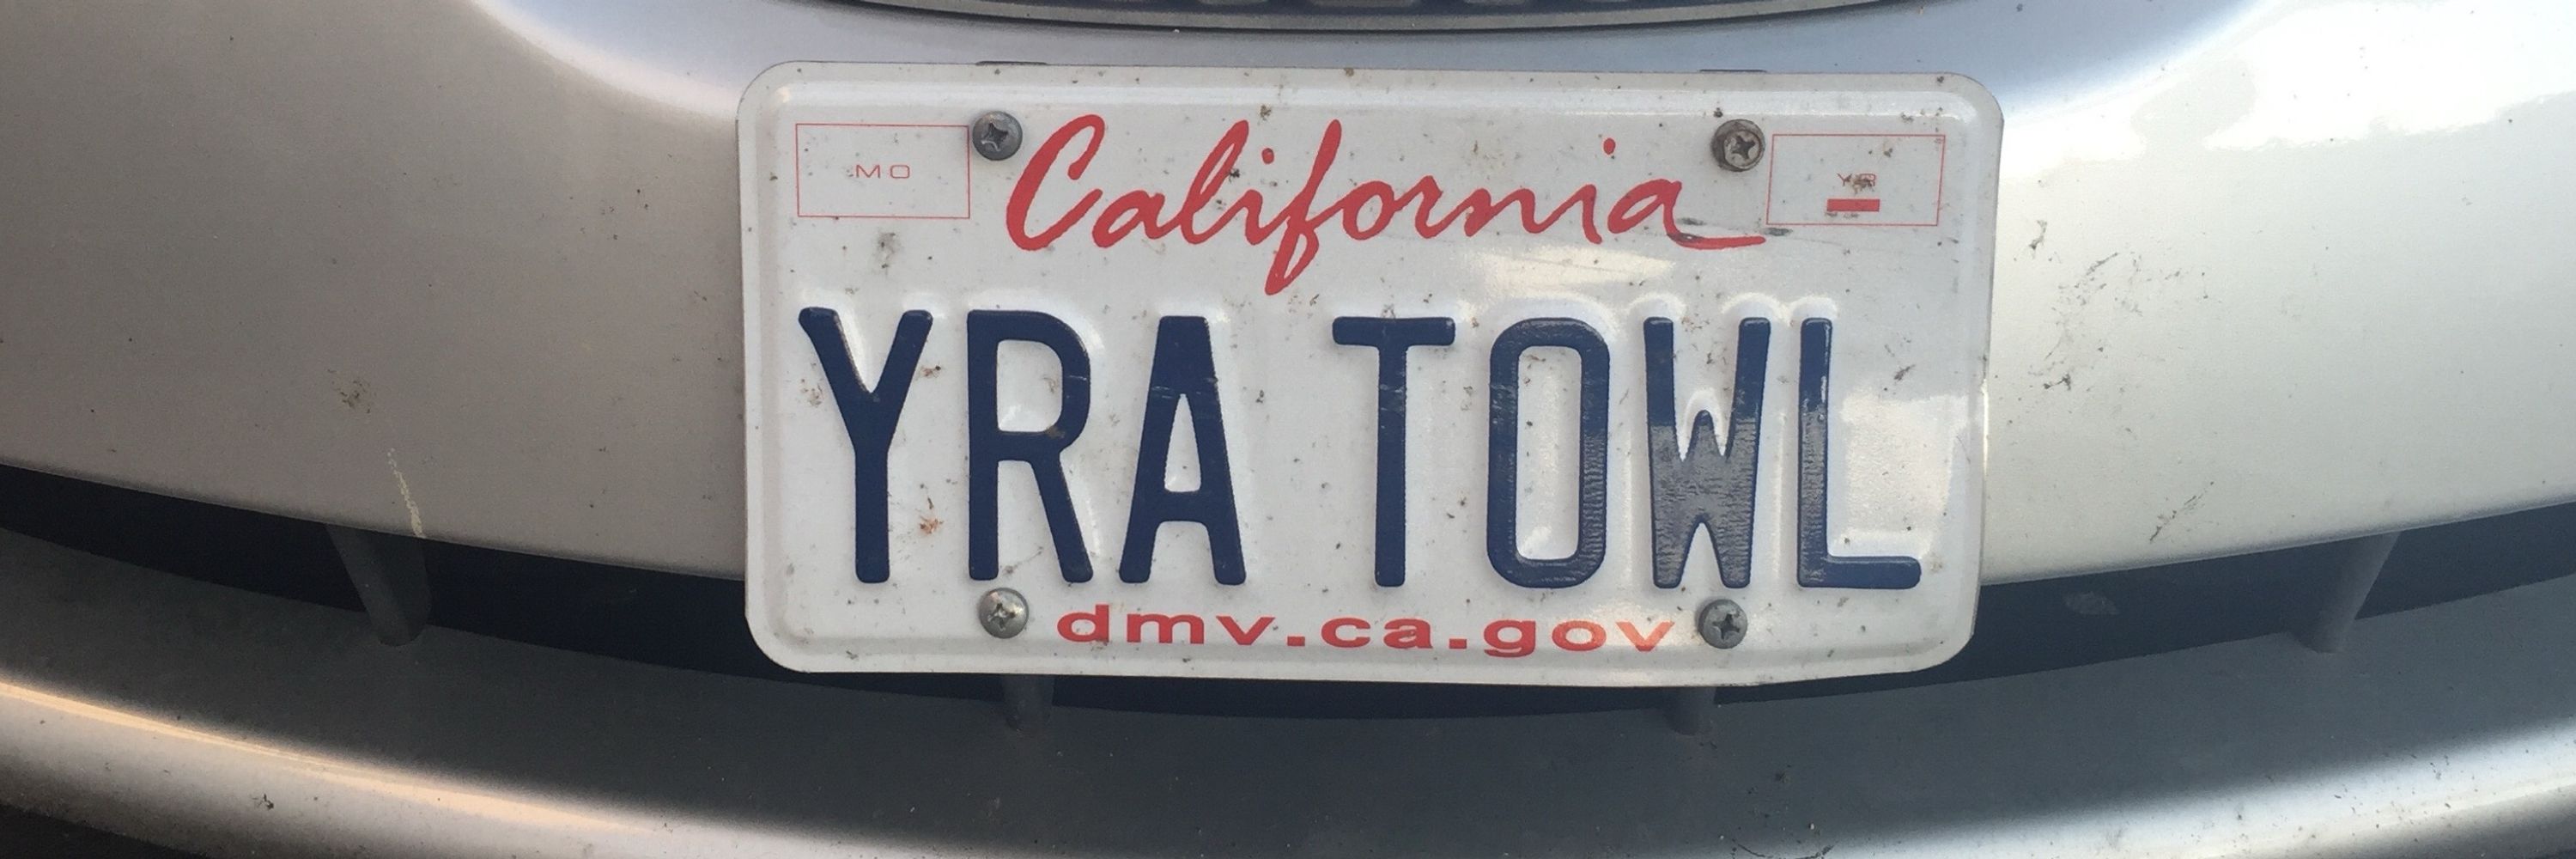 MO California YR
YRA TOWL
dmv.ca.gov